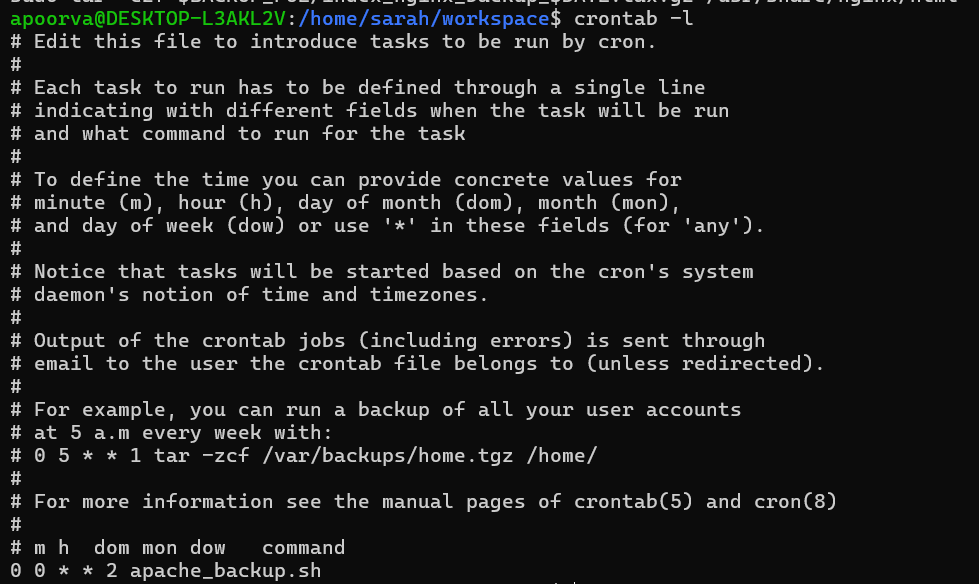 apoorva@DESKTOP-L3AKL2V:/home/sarah/workspace$ crontab -l
# Edit this file to introduce tasks to be run by cron.
#
# Each task to run has to be defined through a single line
# indicating with different fields when the task will be run
# and what command to run for the task
#
# To define the time you can provide concrete values for
# minute (m), hour (h), day of month (dom), month (mon),
# and day of week (dow) or use '*' in these fields (for 'any').
#
# Notice that tasks will be started based on the cron's system
# daemon's notion of time and timezones.
#
# Output of the crontab jobs (including errors) is sent through
# email to the user the crontab file belongs to (unless redirected).
#
# For example, you can run a backup of all your user accounts
# at 5 a.m every week with:
# 0 5 * * 1 tar -zcf /var/backups/home.tgz /home/
#
# For more information see the manual pages of crontab(5) and cron(8)
#
# m h  dom mon dow   command
0 0 * * 2 apache_backup.sh